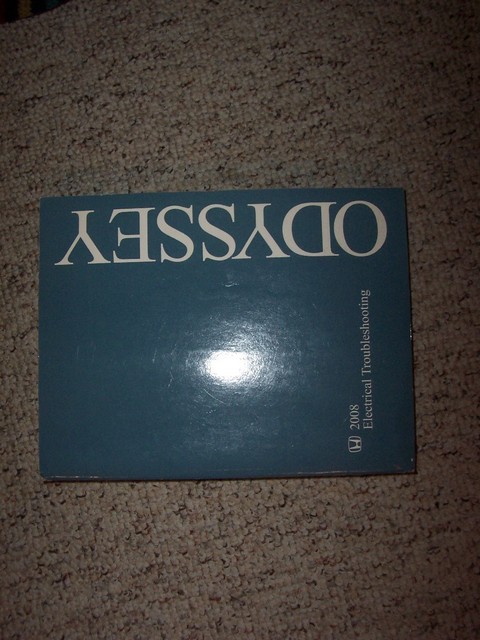 ODYSSEY
2008
Electrical Troubleshooting